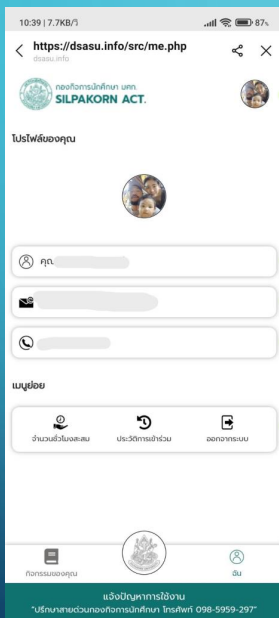 10:39 | 7.7KB/วิ
87%
https://dsasu.info/src/me.php
dsasu.info
กองกิจการนักศึกษา มศก.
SILPAKORN ACT.
โปรไฟล์ของคุณ
คุณ
เมนูย่อย
จำนวนชั่วโมงสะสม
ประวัติการเข้าร่วม
ออกจากระบบ
กิจกรรมของคุณ
ฉัน
แจ้งปัญหาการใช้งาน
"ปรึกษาสายด่วนกองกิจการนักศึกษา โทรศัพท์ 098-5959-297"